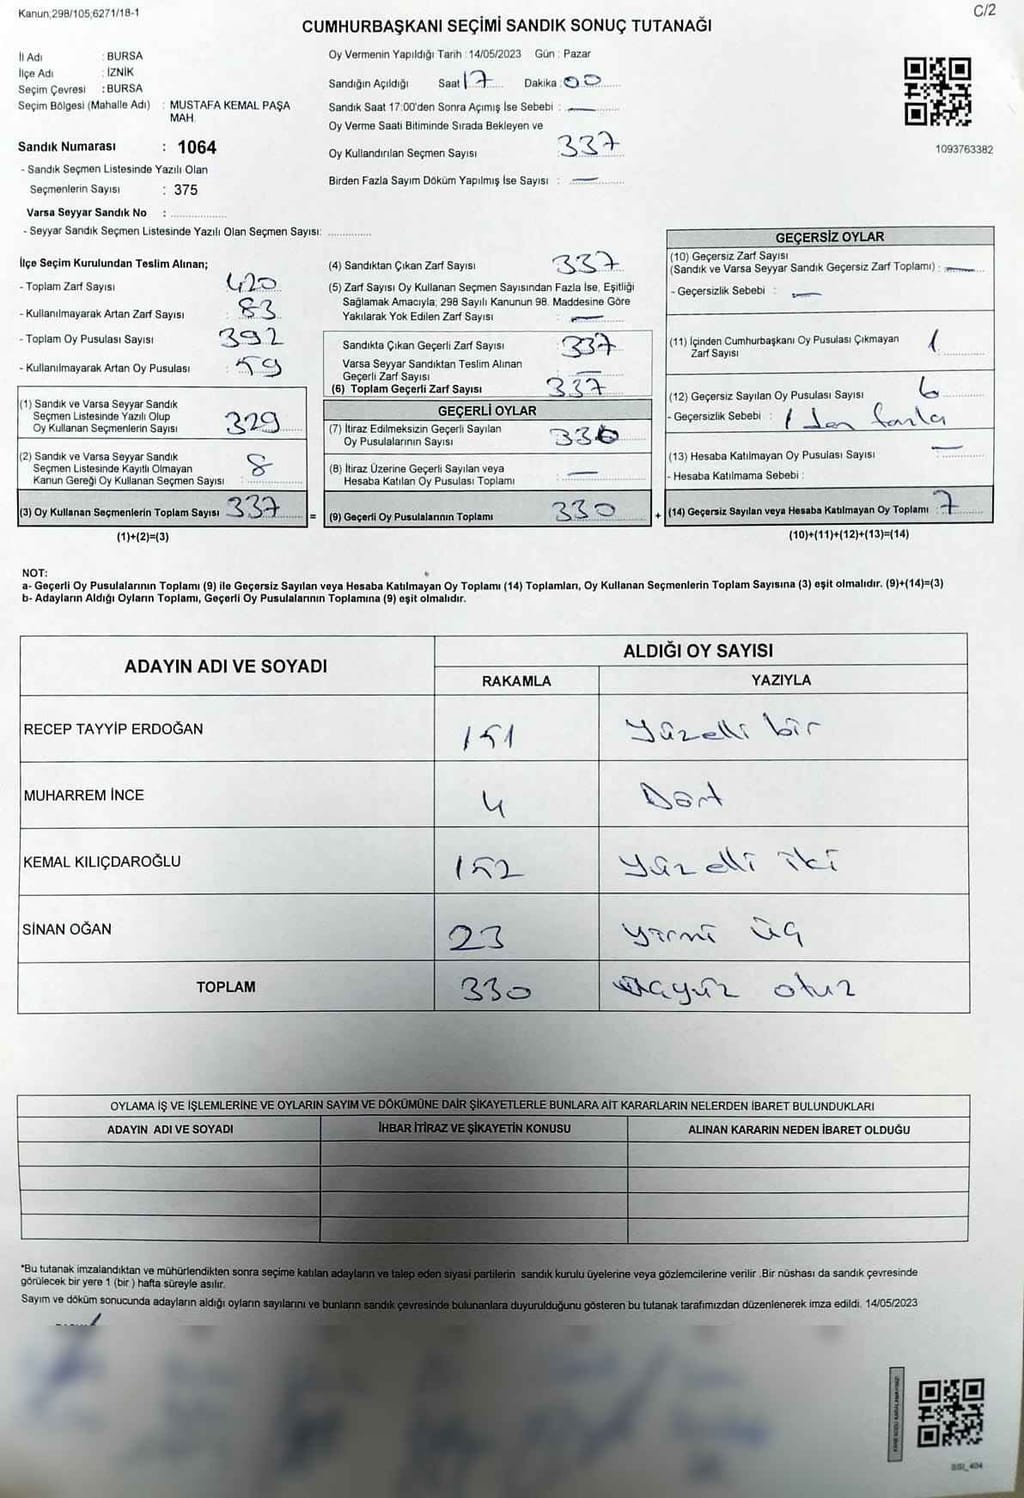 Kanun;298/105,6271/18-1
C/2
CUMHURBAŞKANI SEÇİMİ SANDIK SONUÇ TUTANAĞI
İl Adı : BURSA
İlçe Adı : İZNİK
Seçim Çevresi : BURSA
Seçim Bölgesi (Mahalle Adı) : MUSTAFA KEMAL PAŞA
MAH.
Sandık Numarası : 1064
- Sandık Seçmen Listesinde Yazılı Olan
Seçmenlerin Sayısı : 375
Varsa Seyyar Sandık No :
- Seyyar Sandık Seçmen Listesinde Yazılı Olan Seçmen Sayısı:
Oy Vermenin Yapıldığı Tarih : 14/05/2023 Gün : Pazar
Sandığın Açıldığı Saat 17 Dakika : 00
Sandık Saat 17:00'den Sonra Açımış İse Sebebi : —
Oy Verme Saati Bitiminde Sırada Bekleyen ve
Oy Kullandırılan Seçmen Sayısı : 337
Birden Fazla Sayım Döküm Yapılmış İse Sayısı : —
1093763382
İlçe Seçim Kurulundan Teslim Alınan;
- Toplam Zarf Sayısı : 420
- Kullanılmayarak Artan Zarf Sayısı : 83
- Toplam Oy Pusulası Sayısı : 392
- Kullanılmayarak Artan Oy Pusulası : 59
(1) Sandık ve Varsa Seyyar Sandık
Seçmen Listesinde Yazılı Olup
Oy Kullanan Seçmenlerin Sayısı 329
(2) Sandık ve Varsa Seyyar Sandık
Seçmen Listesinde Kayıtlı Olmayan
Kanun Gereği Oy Kullanan Seçmen Sayısı : 8
(3) Oy Kullanan Seçmenlerin Toplam Sayısı 337
(1)+(2)=(3)
=
(4) Sandıktan Çıkan Zarf Sayısı 337
(5) Zarf Sayısı Oy Kullanan Seçmen Sayısından Fazla İse, Eşitliği
Sağlamak Amacıyla; 298 Sayılı Kanunun 98. Maddesine Göre
Yakılarak Yok Edilen Zarf Sayısı : —
Sandıkta Çıkan Geçerli Zarf Sayısı : 337
Varsa Seyyar Sandıktan Teslim Alınan
Geçerli Zarf Sayısı : —
(6) Toplam Geçerli Zarf Sayısı 337
GEÇERLİ OYLAR
(7) İtiraz Edilmeksizin Geçerli Sayılan
Oy Pusulalarının Sayısı 330
(8) İtiraz Üzerine Geçerli Sayılan veya
Hesaba Katılan Oy Pusulası Toplamı —
(9) Geçerli Oy Pusulalarının Toplamı 330
+
GEÇERSİZ OYLAR
(10) Geçersiz Zarf Sayısı
(Sandık ve Varsa Seyyar Sandık Geçersiz Zarf Toplamı) : —
- Geçersizlik Sebebi : —
(11) İçinden Cumhurbaşkanı Oy Pusulası Çıkmayan
Zarf Sayısı : 1
(12) Geçersiz Sayılan Oy Pusulası Sayısı : 6
- Geçersizlik Sebebi : 1 den fazla
(13) Hesaba Katılmayan Oy Pusulası Sayısı : —
- Hesaba Katılmama Sebebi :
(14) Geçersiz Sayılan veya Hesaba Katılmayan Oy Toplamı : 7
(10)+(11)+(12)+(13)=(14)
NOT:
a- Geçerli Oy Pusulalarının Toplamı (9) ile Geçersiz Sayılan veya Hesaba Katılmayan Oy Toplamı (14) Toplamları, Oy Kullanan Seçmenlerin Toplam Sayısına (3) eşit olmalıdır. (9)+(14)=(3)
b- Adayların Aldığı Oyların Toplamı, Geçerli Oy Pusulalarının Toplamına (9) eşit olmalıdır.
ADAYIN ADI VE SOYADI
ALDIĞI OY SAYISI
RAKAMLA YAZIYLA
RECEP TAYYİP ERDOĞAN 151 Yüzelli bir
MUHARREM İNCE 4 Dört
KEMAL KILIÇDAROĞLU 152 Yüzelli iki
SİNAN OĞAN 23 yirmi üç
TOPLAM 330 üçyüz otuz
OYLAMA İŞ VE İŞLEMLERİNE VE OYLARIN SAYIM VE DÖKÜMÜNE DAİR ŞİKAYETLERLE BUNLARA AİT KARARLARIN NELERDEN İBARET BULUNDUKLARI
ADAYIN ADI VE SOYADI İHBAR İTİRAZ VE ŞİKAYETİN KONUSU ALINAN KARARIN NEDEN İBARET OLDUĞU
*Bu tutanak imzalandıktan ve mühürlendikten sonra seçime katılan adayların ve talep eden siyasi partilerin sandık kurulu üyelerine veya gözlemcilerine verilir .Bir nüshası da sandık çevresinde
görülecek bir yere 1 (bir ) hafta süreyle asılır.
Sayım ve döküm sonucunda adayların aldığı oyların sayılarını ve bunların sandık çevresinde bulunanlara duyurulduğunu gösteren bu tutanak tarafımızdan düzenlenerek imza edildi. 14/05/2023